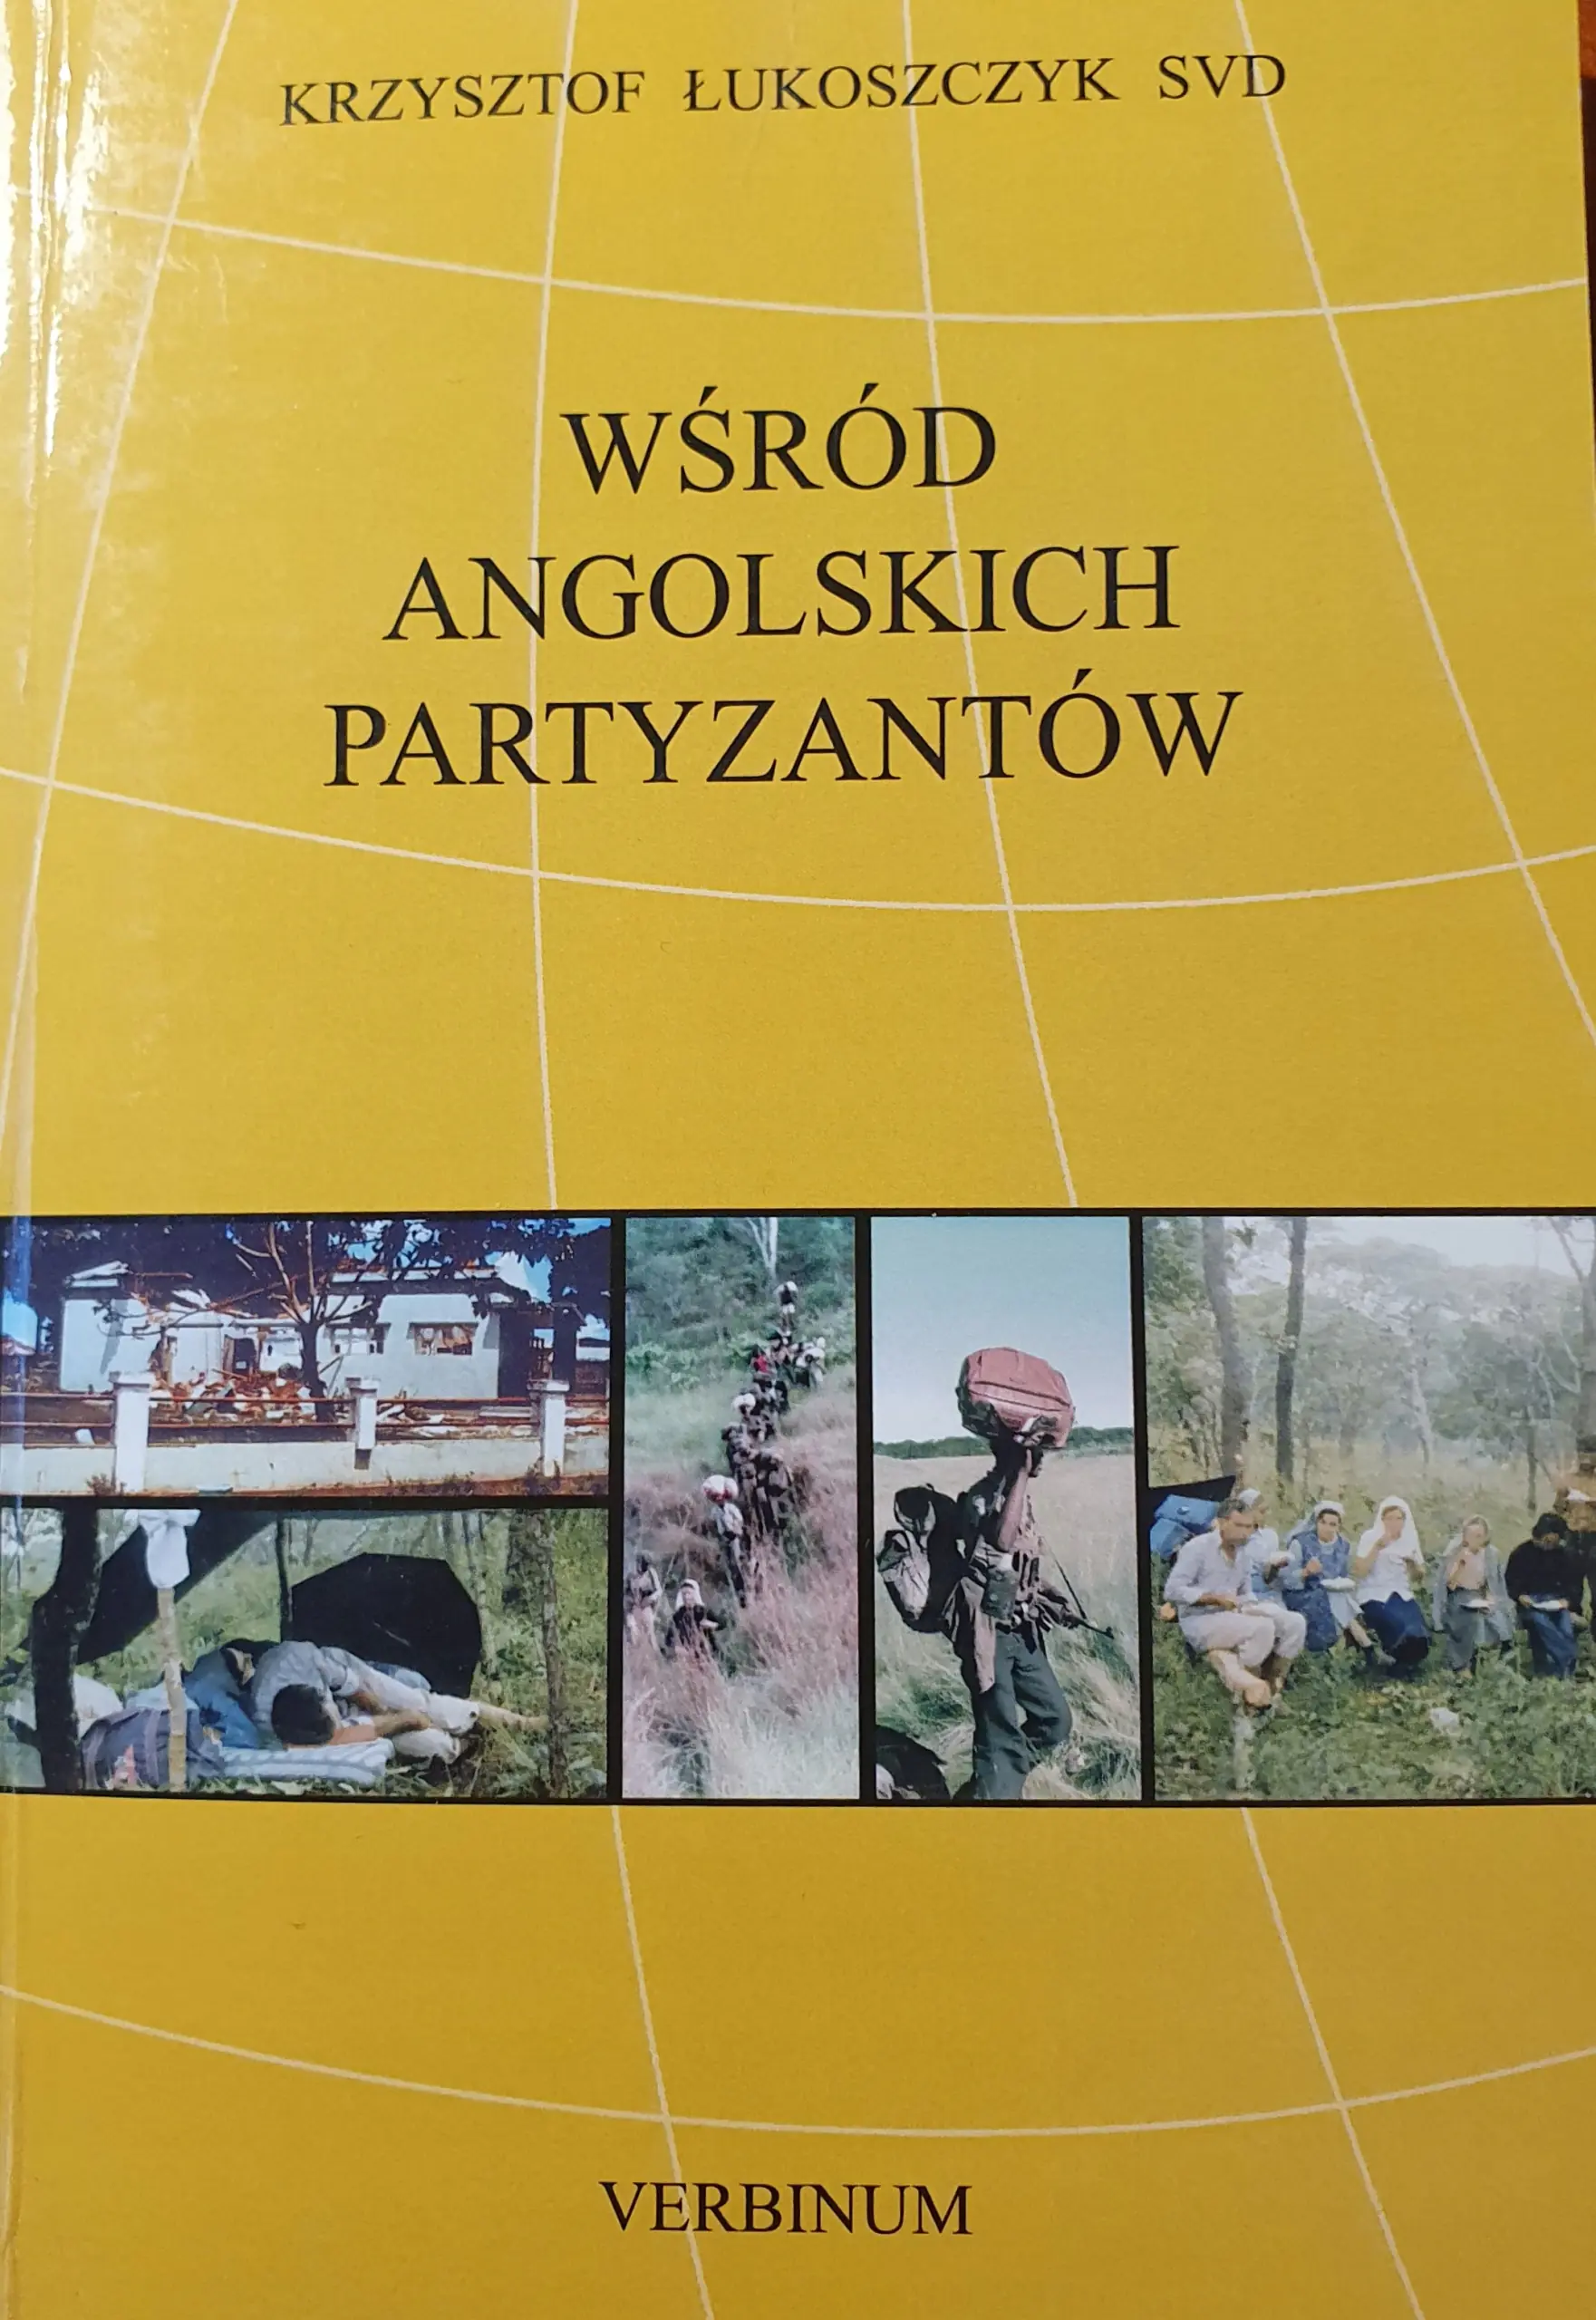 KRZYSZTOF ŁUKOSZCZYK SVD
WŚRÓD
ANGOLSKICH
PARTYZANTÓW
VERBINUM